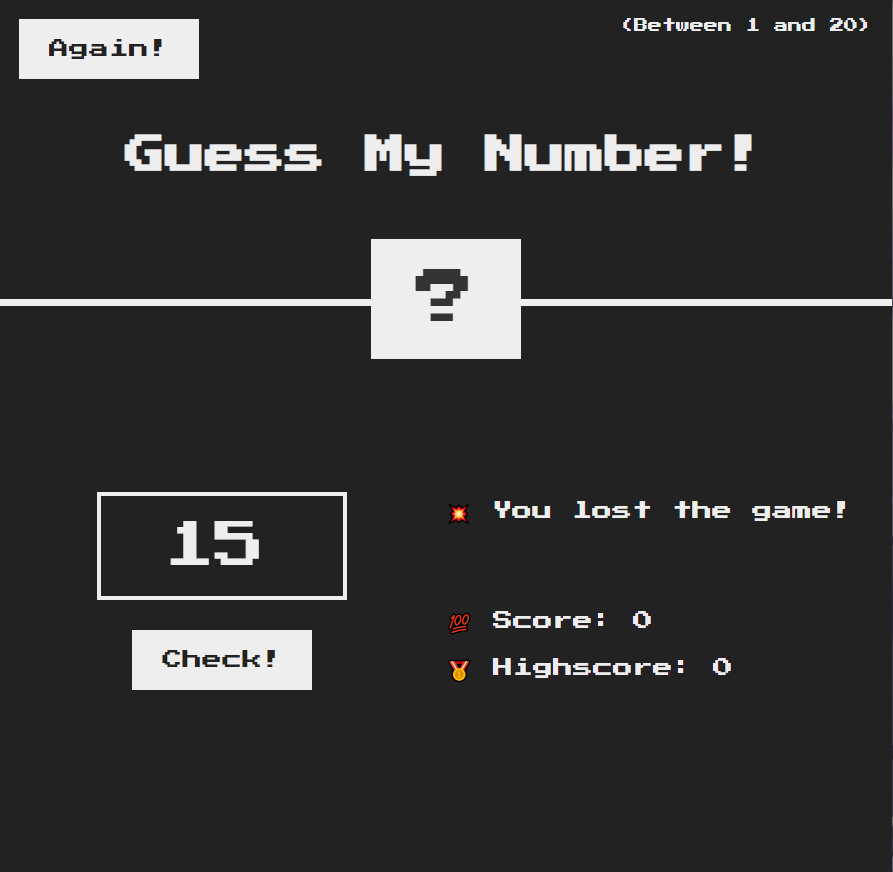 Again!
(Between 1 and 20)
Guess My Number!
?
15
Check!
💥 You lost the game!
💯 Score: 0
🥇 Highscore: 0